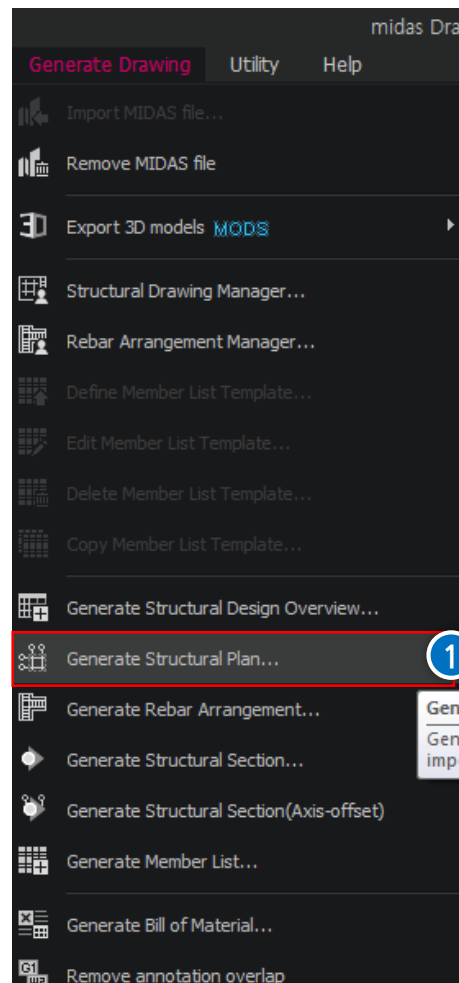 midas Dra
Generate Drawing Utility Help
Import MIDAS file...
Remove MIDAS file
3D Export 3D models MODS
Structural Drawing Manager...
Rebar Arrangement Manager...
Define Member List Template...
Edit Member List Template...
Delete Member List Template...
Copy Member List Template...
Generate Structural Design Overview...
Generate Structural Plan... 1
Generate Rebar Arrangement... Gen
Gen
Generate Structural Section... imp
Generate Structural Section(Axis-offset)
Generate Member List...
Generate Bill of Material...
G1 Remove annotation overlap